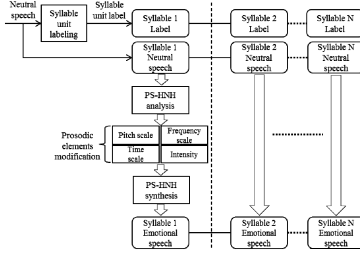 Neutral
speech
Syllable
unit
labeling
Syllable
unit label
Syllable 1
Label
Syllable 2
Label
Syllable N
Label
Syllable 1
Neutral
speech
Syllable 2
Neutral
speech
Syllable N
Neutral
speech
PS-HNH
analysis
Prosodic
elements
modification
Pitch scale
Frequency
scale
Time
scale
Intensity
PS-HNH
synthesis
Syllable 1
Emotional
speech
Syllable 2
Emotional
speech
Syllable N
Emotional
speech